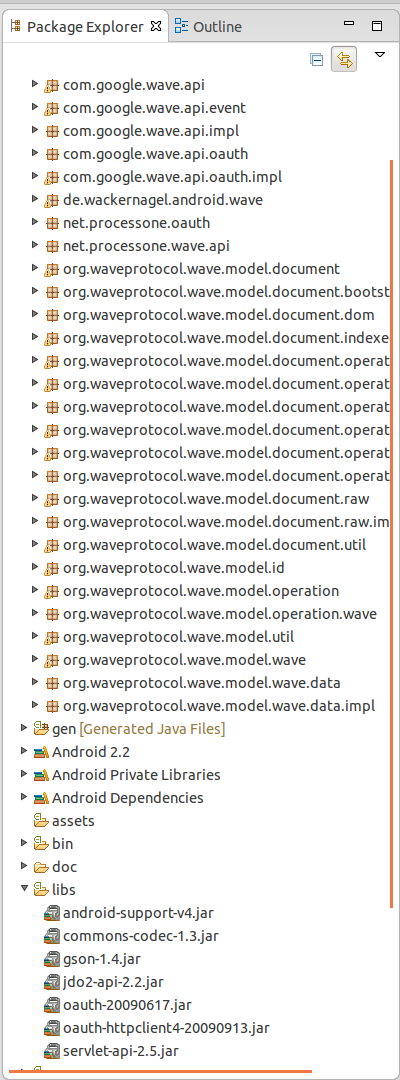 Package Explorer Outline
com.google.wave.api
com.google.wave.api.event
com.google.wave.api.impl
com.google.wave.api.oauth
com.google.wave.api.oauth.impl
de.wackernagel.android.wave
net.processone.oauth
net.processone.wave.api
org.waveprotocol.wave.model.document
org.waveprotocol.wave.model.document.bootst
org.waveprotocol.wave.model.document.dom
org.waveprotocol.wave.model.document.indexe
org.waveprotocol.wave.model.document.operat
org.waveprotocol.wave.model.document.operat
org.waveprotocol.wave.model.document.operat
org.waveprotocol.wave.model.document.operat
org.waveprotocol.wave.model.document.operat
org.waveprotocol.wave.model.document.operat
org.waveprotocol.wave.model.document.raw
org.waveprotocol.wave.model.document.raw.im
org.waveprotocol.wave.model.document.util
org.waveprotocol.wave.model.id
org.waveprotocol.wave.model.operation
org.waveprotocol.wave.model.operation.wave
org.waveprotocol.wave.model.util
org.waveprotocol.wave.model.wave
org.waveprotocol.wave.model.wave.data
org.waveprotocol.wave.model.wave.data.impl
gen [Generated Java Files]
Android 2.2
Android Private Libraries
Android Dependencies
assets
bin
doc
libs
android-support-v4.jar
commons-codec-1.3.jar
gson-1.4.jar
jdo2-api-2.2.jar
oauth-20090617.jar
oauth-httpclient4-20090913.jar
servlet-api-2.5.jar